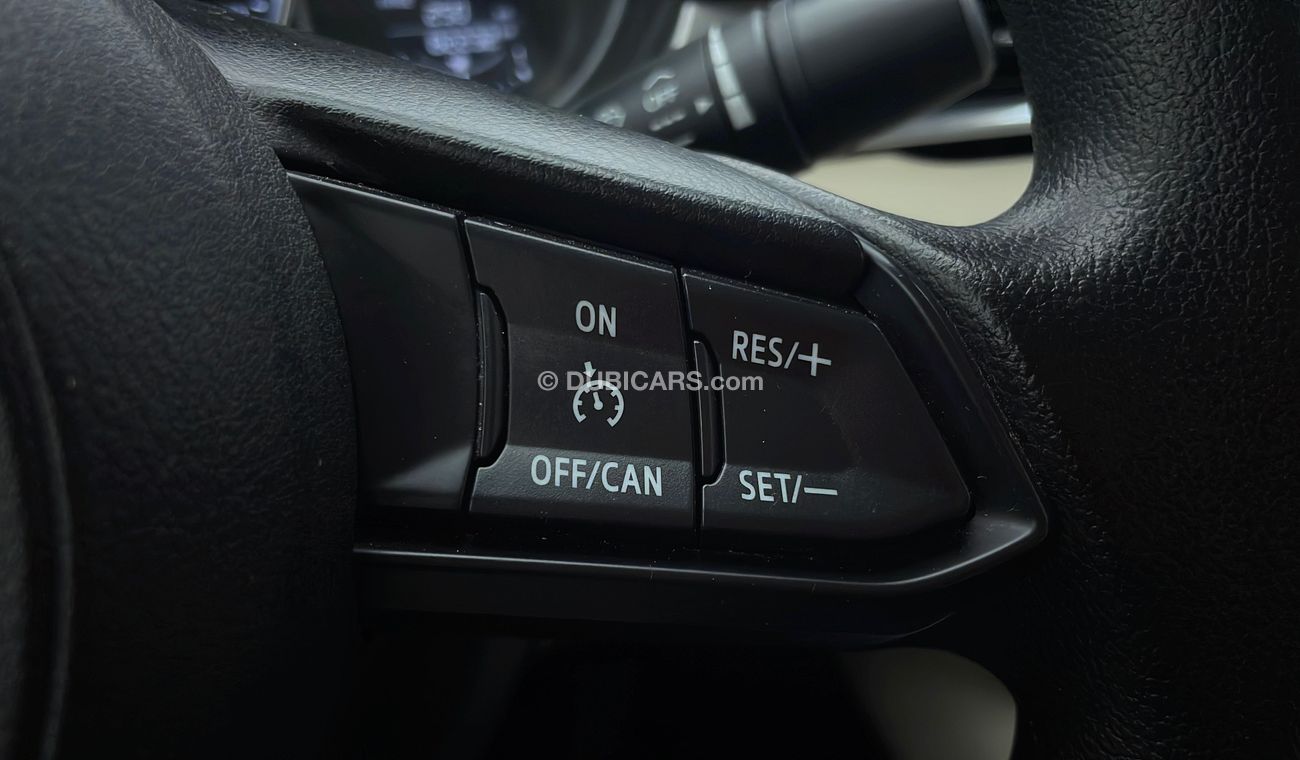 ON
RES/+
© DUBICARS.com
OFF/CAN
SET/—